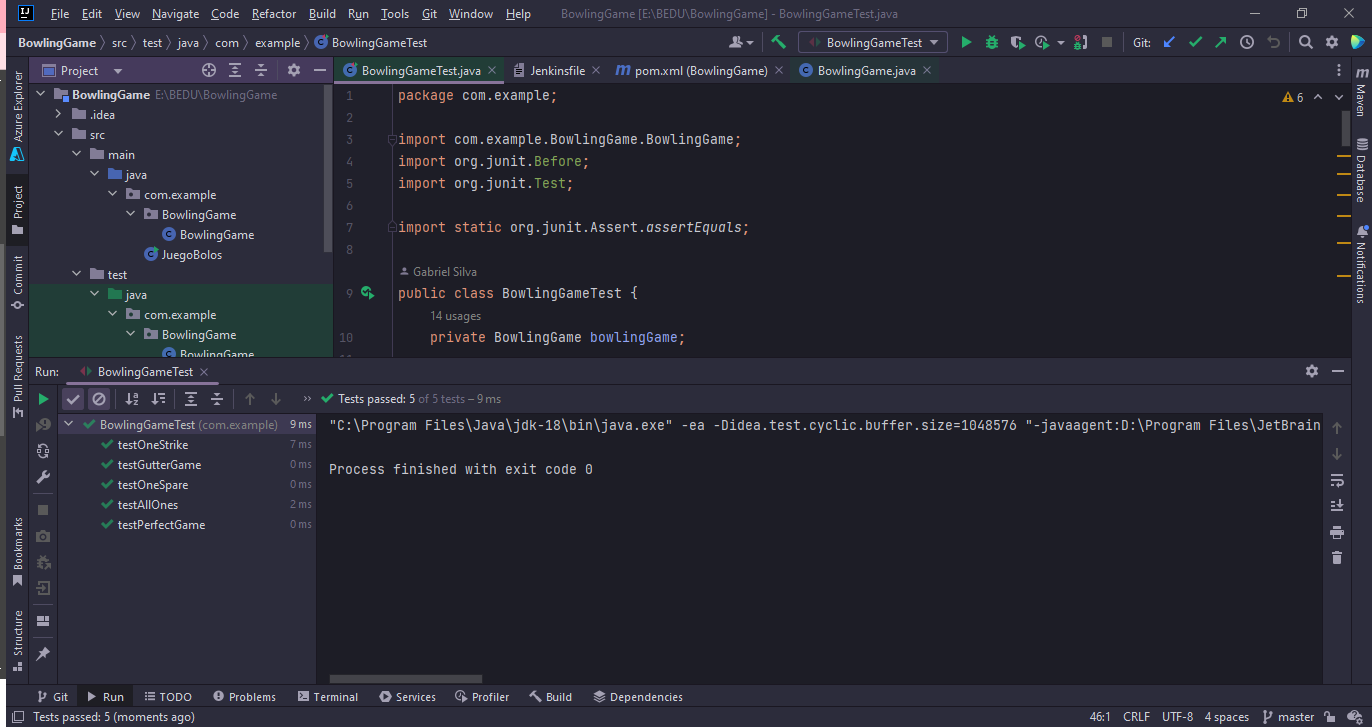 File Edit View Navigate Code Refactor Build Run Tools Git Window Help BowlingGame [E:\BEDU\BowlingGame] - BowlingGameTest.java
BowlingGame src test java com example BowlingGameTest BowlingGameTest Git:
Project
BowlingGameTest.java Jenkinsfile pom.xml (BowlingGame) BowlingGame.java
Azure Explorer
Project
Commit
Pull Requests
Bookmarks
Structure
BowlingGame E:\BEDU\BowlingGame
.idea
src
main
java
com.example
BowlingGame
BowlingGame
JuegoBolos
test
java
com.example
BowlingGame
BowlingGame
1 package com.example;
2
3 import com.example.BowlingGame.BowlingGame;
4 import org.junit.Before;
5 import org.junit.Test;
6
7 import static org.junit.Assert.assertEquals;
8
Gabriel Silva
9 public class BowlingGameTest {
14 usages
10 private BowlingGame bowlingGame;
6
Maven
Database
Notifications
Run: BowlingGameTest
Tests passed: 5 of 5 tests – 9 ms
BowlingGameTest (com.example) 9 ms
testOneStrike 7 ms
testGutterGame 0 ms
testOneSpare 0 ms
testAllOnes 2 ms
testPerfectGame 0 ms
"C:\Program Files\Java\jdk-18\bin\java.exe" -ea -Didea.test.cyclic.buffer.size=1048576 "-javaagent:D:\Program Files\JetBrain
Process finished with exit code 0
Git Run TODO Problems Terminal Services Profiler Build Dependencies
Tests passed: 5 (moments ago) 46:1 CRLF UTF-8 4 spaces master